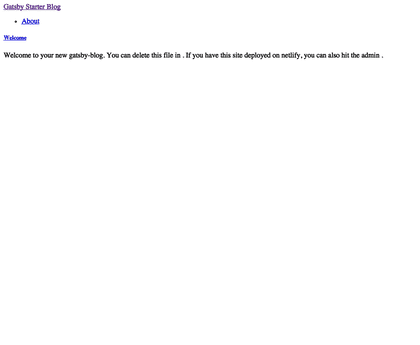 Gatsby Starter Blog
About
Welcome
Welcome to your new gatsby-blog. You can delete this file in . If you have this site deployed on netlify, you can also hit the admin .